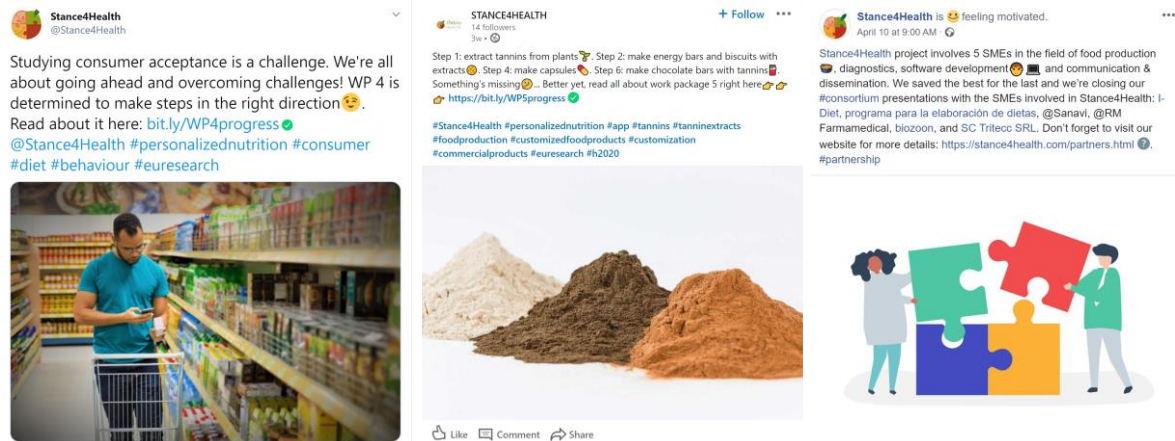 Stance4Health
@Stance4Health
Studying consumer acceptance is a challenge. We're all
about going ahead and overcoming challenges! WP 4 is
determined to make steps in the right direction😉.
Read about it here: bit.ly/WP4progress
@Stance4Health #personalizednutrition #consumer
#diet #behaviour #euresearch
STANCE4HEALTH
14 followers
3w •
+ Follow •••
Step 1: extract tannins from plants🌱. Step 2: make energy bars and biscuits with
extracts🍪. Step 4: make capsules💊. Step 6: make chocolate bars with tannins🍫.
Something's missing🤔... Better yet, read all about work package 5 right here👉👉
👉 https://bit.ly/WP5progress
#Stance4Health #personalizednutrition #app #tannins #tanninextracts
#foodproduction #customizedfoodproducts #customization
#commercialproducts #euresearch #h2020
Like Comment Share
Stance4Health is 😀 feeling motivated.
April 10 at 9:00 AM ·
Stance4Health project involves 5 SMEs in the field of food production
🍲, diagnostics, software development👨💻 and communication &
dissemination. We saved the best for the last and we're closing our
#consortium presentations with the SMEs involved in Stance4Health: I-
Diet, programa para la elaboración de dietas, @Sanavi, @RM
Farmamedical, biozoon, and SC Tritecc SRL. Don't forget to visit our
website for more details: https://stance4health.com/partners.html ?.
#partnership